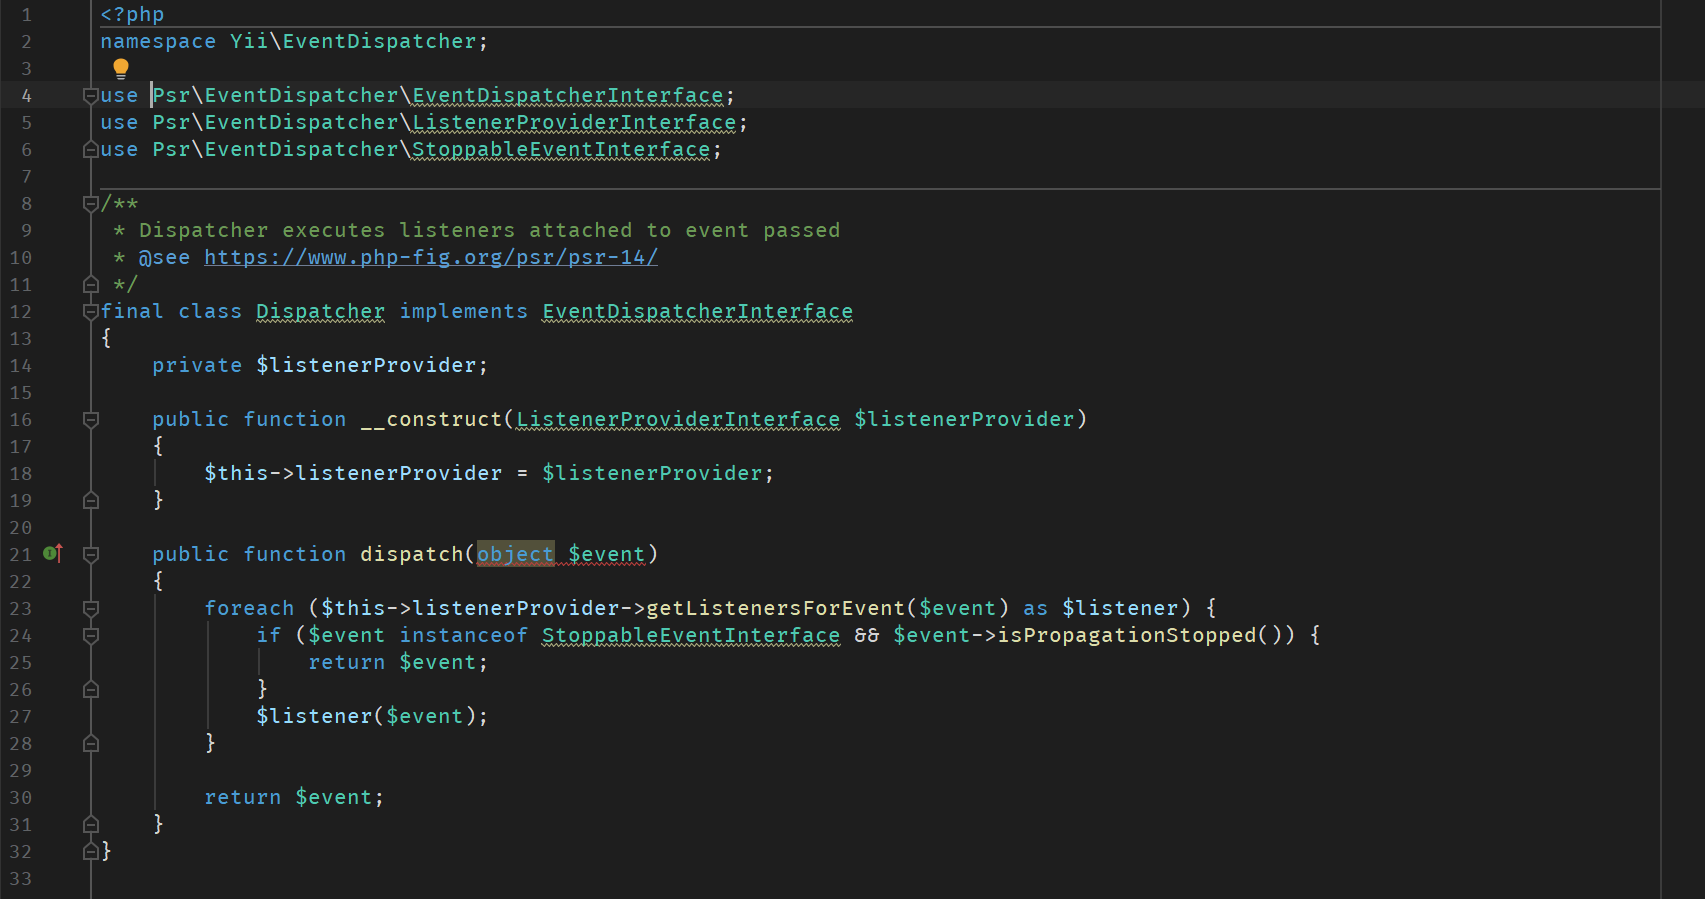 1 <?php
2 namespace Yii\EventDispatcher;
3
4 use Psr\EventDispatcher\EventDispatcherInterface;
5 use Psr\EventDispatcher\ListenerProviderInterface;
6 use Psr\EventDispatcher\StoppableEventInterface;
7
8 /**
9  * Dispatcher executes listeners attached to event passed
10  * @see https://www.php-fig.org/psr/psr-14/
11  */
12 final class Dispatcher implements EventDispatcherInterface
13 {
14     private $listenerProvider;
15
16     public function __construct(ListenerProviderInterface $listenerProvider)
17     {
18         $this->listenerProvider = $listenerProvider;
19     }
20
21     public function dispatch(object $event)
22     {
23         foreach ($this->listenerProvider->getListenersForEvent($event) as $listener) {
24             if ($event instanceof StoppableEventInterface && $event->isPropagationStopped()) {
25                 return $event;
26             }
27             $listener($event);
28         }
29
30         return $event;
31     }
32 }
33